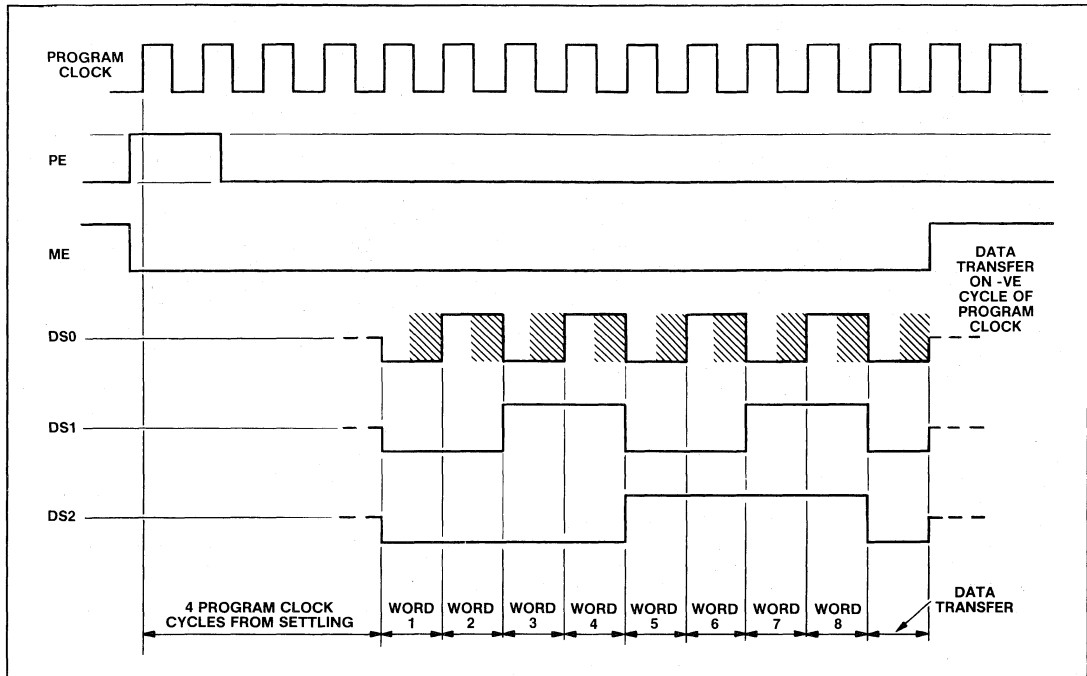 PROGRAM
CLOCK
PE
ME
DATA
TRANSFER
ON -VE
CYCLE OF
PROGRAM
CLOCK
DS0
DS1
DS2
4 PROGRAM CLOCK
CYCLES FROM SETTLING
WORD
1
WORD
2
WORD
3
WORD
4
WORD
5
WORD
6
WORD
7
WORD
8
DATA
TRANSFER